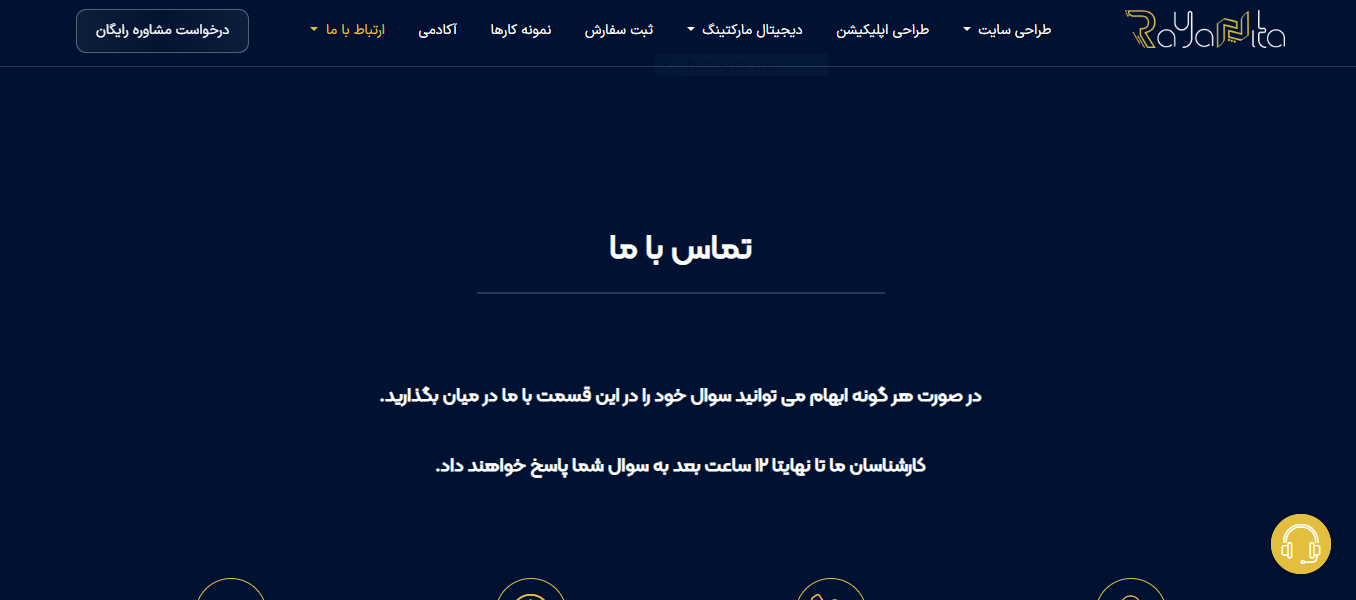 RayaNita
طراحی سایت
طراحی اپلیکیشن
دیجیتال مارکتینگ
ثبت سفارش
نمونه کارها
آکادمی
ارتباط با ما
درخواست مشاوره رایگان
تماس با ما
در صورت هر گونه ابهام می توانید سوال خود را در این قسمت با ما در میان بگذارید.
کارشناسان ما تا نهایتا ۱۲ ساعت بعد به سوال شما پاسخ خواهند داد.